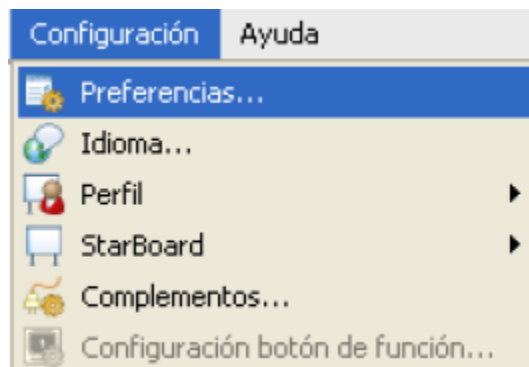 Configuración Ayuda
Preferencias...
Idioma...
Perfil
StarBoard
Complementos...
Configuración botón de función...